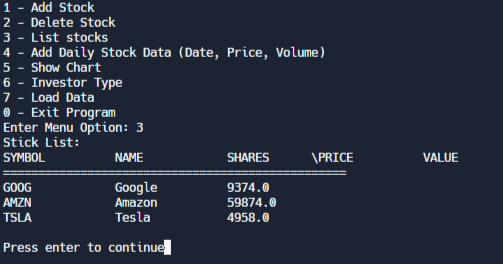 1 - Add Stock
2 - Delete Stock
3 - List stocks
4 - Add Daily Stock Data (Date, Price, Volume)
5 - Show Chart
6 - Investor Type
7 - Load Data
0 - Exit Program
Enter Menu Option: 3
Stick List:
SYMBOL NAME SHARES \PRICE VALUE
=================================================
GOOG Google 9374.0
AMZN Amazon 59874.0
TSLA Tesla 4958.0
Press enter to continue